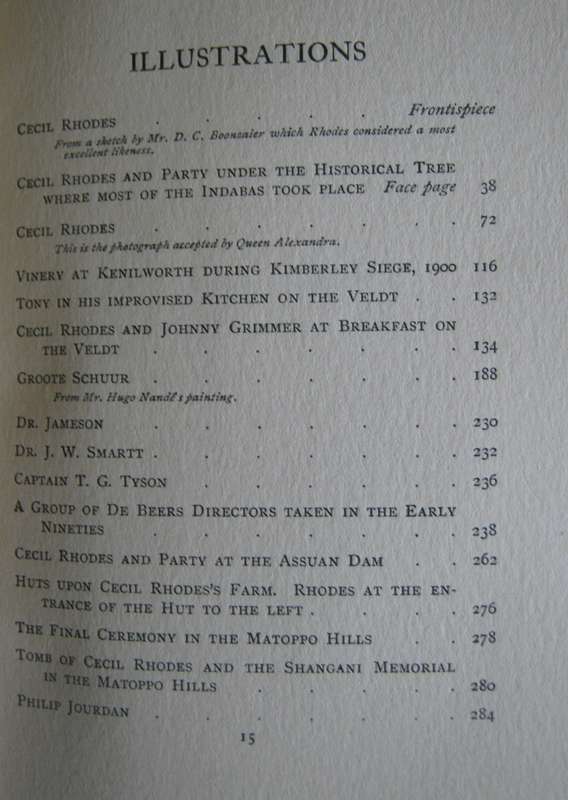 ILLUSTRATIONS
CECIL RHODES . . . . . Frontispiece
From a sketch by Mr. D. C. Boonzaier which Rhodes considered a most
excellent likeness.
CECIL RHODES AND PARTY UNDER THE HISTORICAL TREE
WHERE MOST OF THE INDABAS TOOK PLACE Face page 38
CECIL RHODES . . . . . . 72
This is the photograph accepted by Queen Alexandra.
VINERY AT KENILWORTH DURING KIMBERLEY SIEGE, 1900 116
TONY IN HIS IMPROVISED KITCHEN ON THE VELDT . . 132
CECIL RHODES AND JOHNNY GRIMMER AT BREAKFAST ON
THE VELDT . . . . . . . 134
GROOTE SCHUUR . . . . . . 188
From Mr. Hugo Nandé's painting.
DR. JAMESON . . . . . . 230
DR. J. W. SMARTT . . . . . . 232
CAPTAIN T. G. TYSON . . . . . 236
A GROUP OF DE BEERS DIRECTORS TAKEN IN THE EARLY
NINETIES . . . . . . . 238
CECIL RHODES AND PARTY AT THE ASSUAN DAM . . 262
HUTS UPON CECIL RHODES'S FARM. RHODES AT THE EN-
TRANCE OF THE HUT TO THE LEFT . . . . 276
THE FINAL CEREMONY IN THE MATOPPO HILLS . . 278
TOMB OF CECIL RHODES AND THE SHANGANI MEMORIAL
IN THE MATOPPO HILLS . . . . . 280
PHILIP JOURDAN . . . . . . 284
15